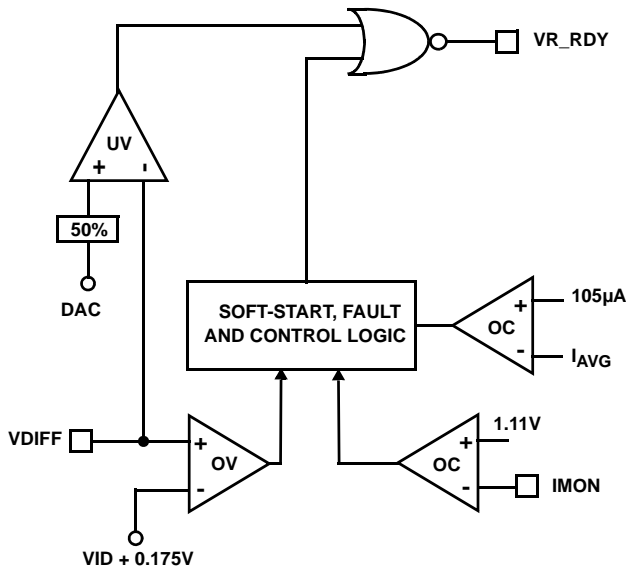 VR_RDY
UV
+ -
50%
DAC
SOFT-START, FAULT
AND CONTROL LOGIC
105µA
+
OC
-
IAVG
VDIFF
+
OV
-
1.11V
+
OC
-
IMON
VID + 0.175V